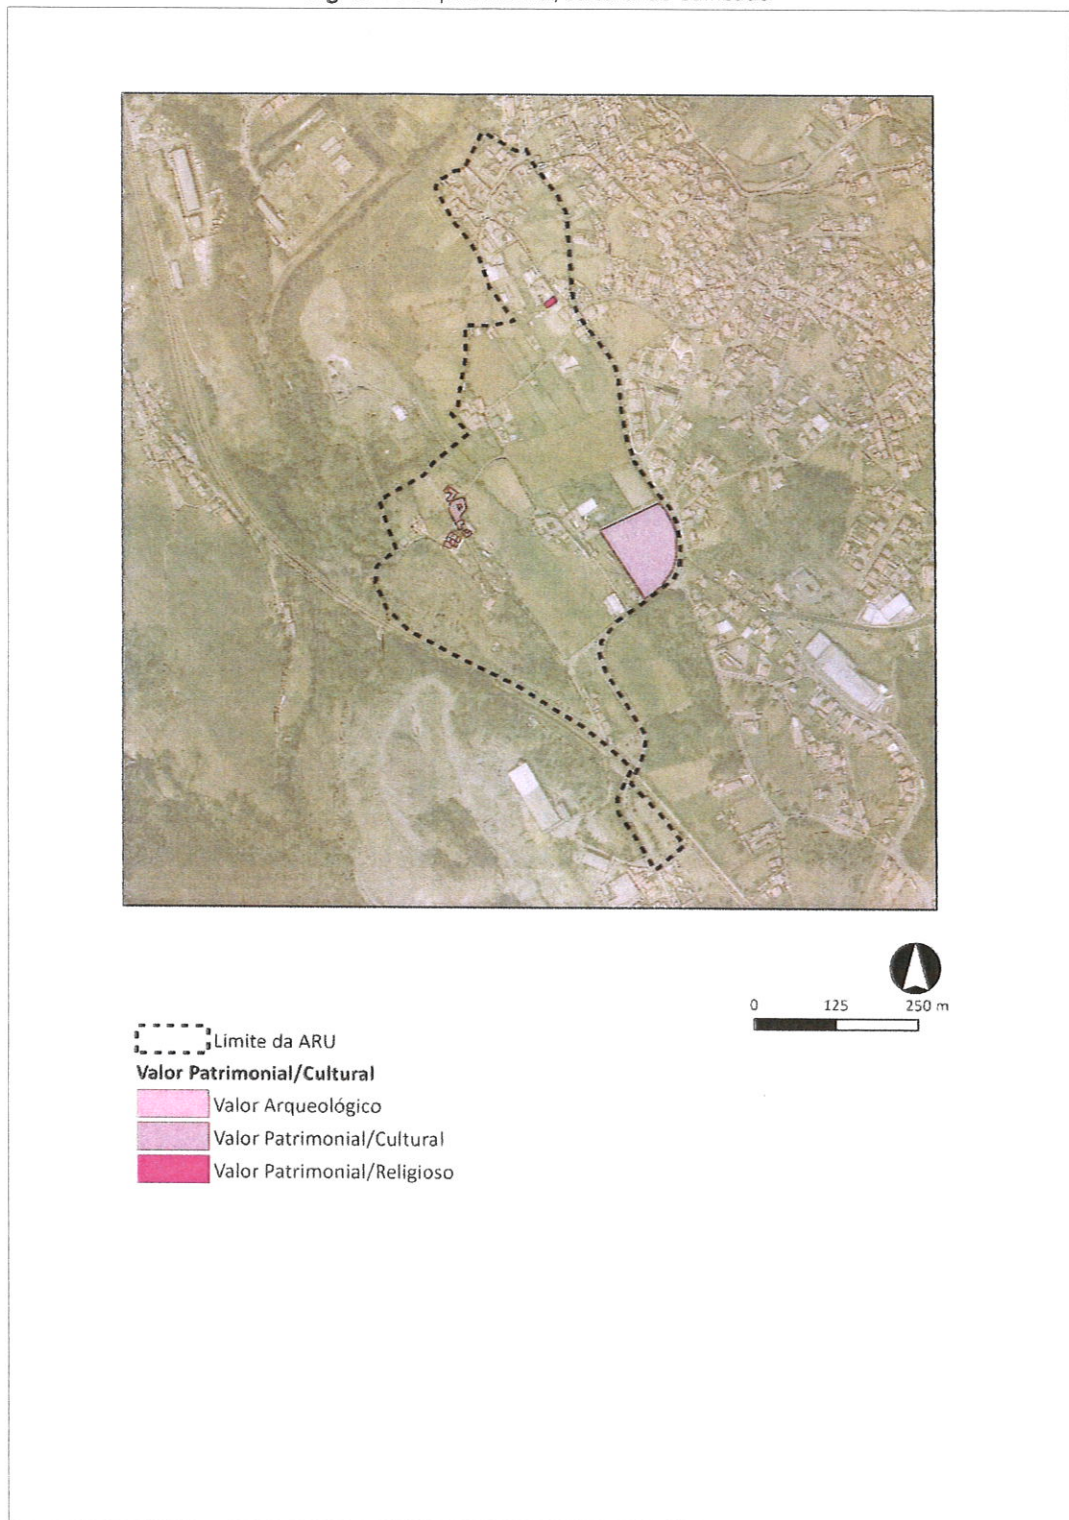 0 125 250 m
Limite da ARU
Valor Patrimonial/Cultural
Valor Arqueológico
Valor Patrimonial/Cultural
Valor Patrimonial/Religioso